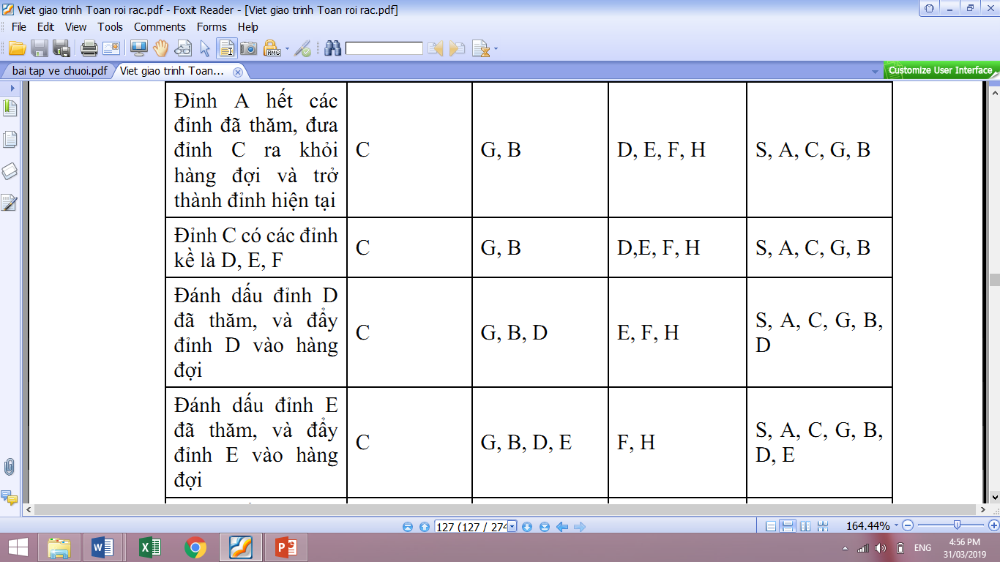 Viet giao trinh Toan roi rac.pdf - Foxit Reader - [Viet giao trinh Toan roi rac.pdf]
File Edit View Tools Comments Forms Help
RMS
bai tap ve chuoi.pdf Viet giao trinh Toan... Customize User Interface
Đỉnh A hết các
đỉnh đã thăm, đưa
đỉnh C ra khỏi
hàng đợi và trở
thành đỉnh hiện tại
C
G, B
D, E, F, H
S, A, C, G, B
Đỉnh C có các đỉnh
kề là D, E, F
C
G, B
D,E, F, H
S, A, C, G, B
Đánh dấu đỉnh D
đã thăm, và đẩy
đỉnh D vào hàng
đợi
C
G, B, D
E, F, H
S, A, C, G, B,
D
Đánh dấu đỉnh E
đã thăm, và đẩy
đỉnh E vào hàng
đợi
C
G, B, D, E
F, H
S, A, C, G, B,
D, E
127 (127 / 274 164.44%
ENG 4:56 PM
31/03/2019